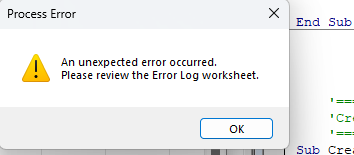 Process Error
An unexpected error occurred.
Please review the Error Log worksheet.
OK
End Sub
'===
'Cre
'===
Sub Crea